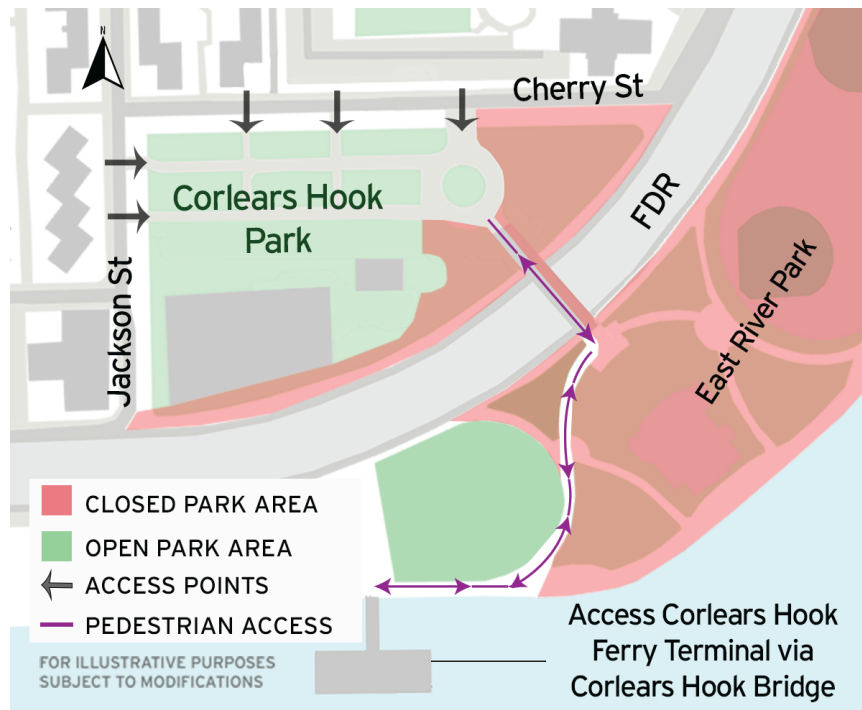 N
Cherry St
Corlears Hook
Park
FDR
Jackson St
East River Park
CLOSED PARK AREA
OPEN PARK AREA
ACCESS POINTS
PEDESTRIAN ACCESS
FOR ILLUSTRATIVE PURPOSES
SUBJECT TO MODIFICATIONS
Access Corlears Hook
Ferry Terminal via
Corlears Hook Bridge